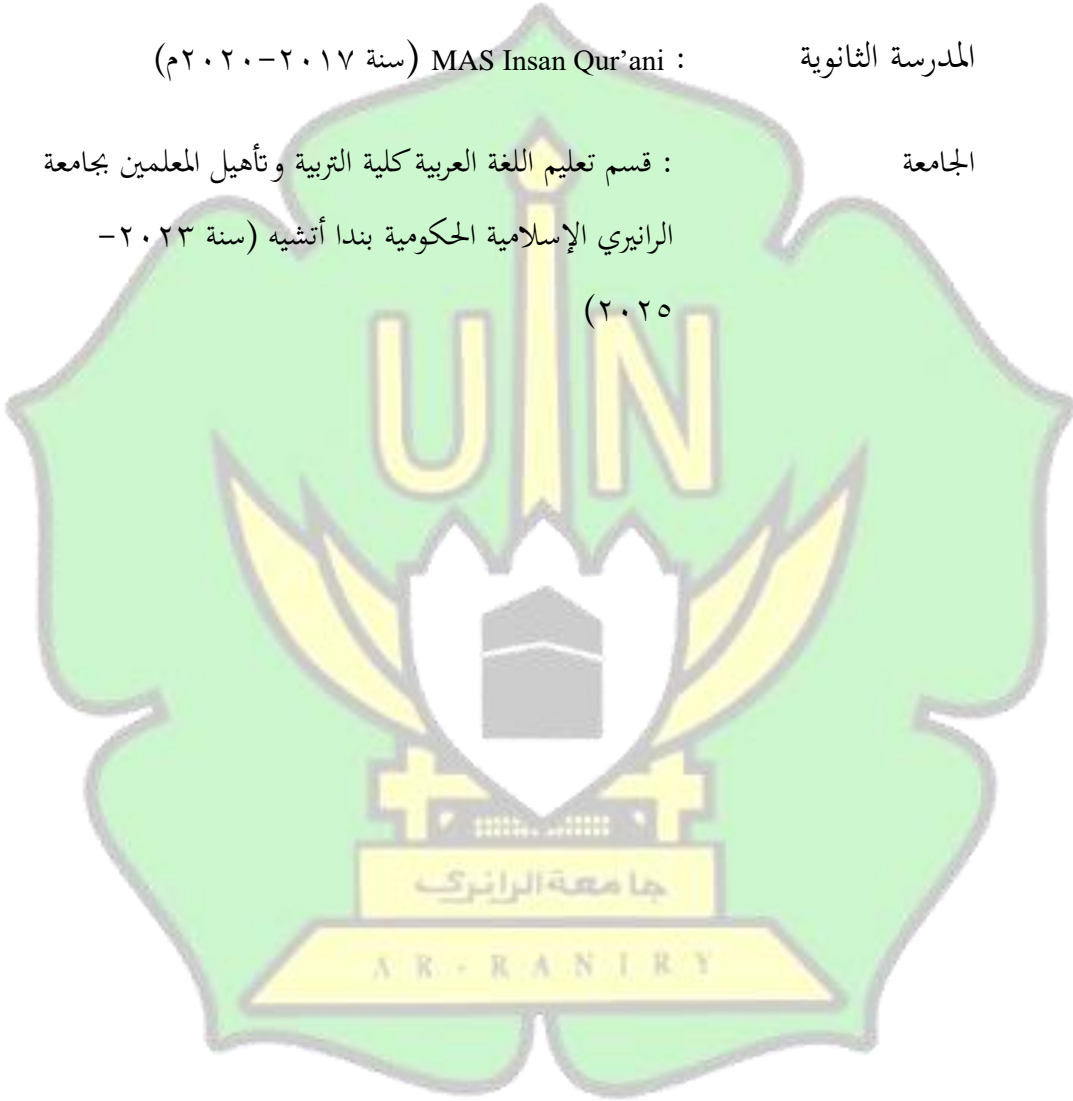 المدرسة الثانوية : MAS Insan Qur'ani (سنة ٢٠١٧-٢٠٢٠م)
الجامعة : قسم تعليم اللغة العربية كلية التربية وتأهيل المعلمين بجامعة
الرانيري الإسلامية الحكومية بندا أتشيه (سنة ٢٠٢٣-
٢٠٢٥)
UIN
جامعة الرانري
AR-RANIRY